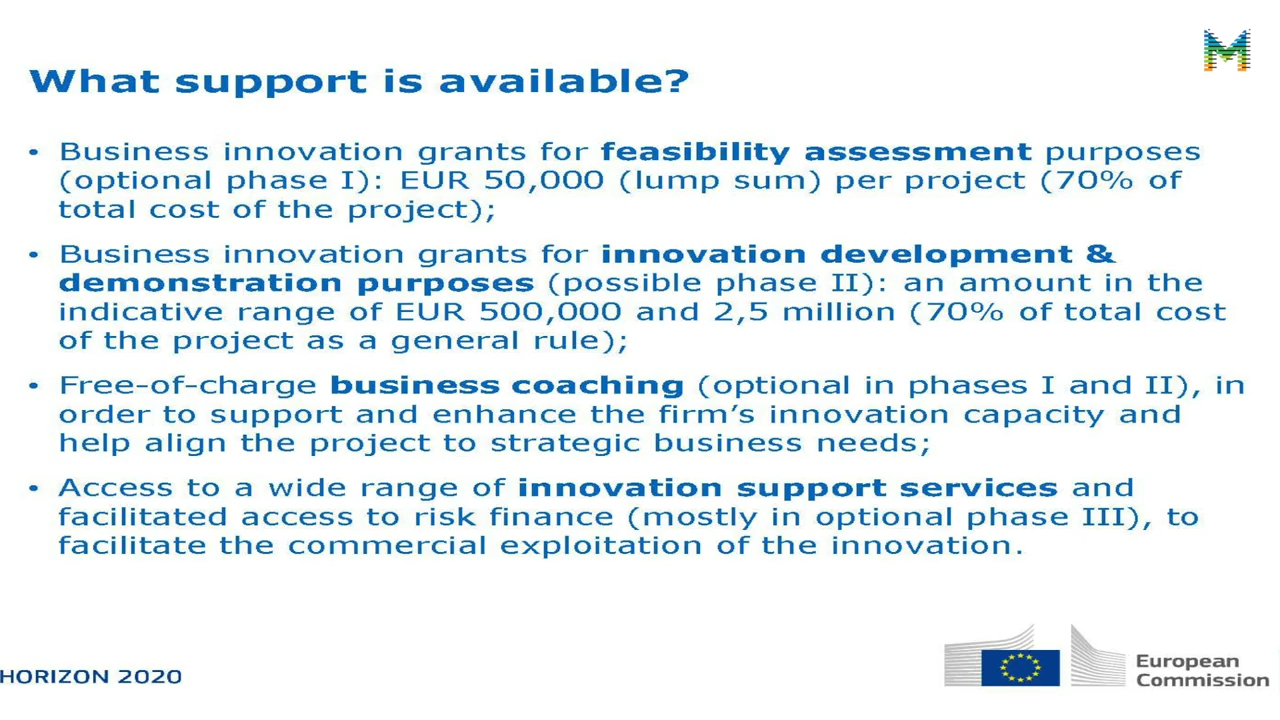 What support is available?
• Business innovation grants for feasibility assessment purposes
(optional phase I): EUR 50,000 (lump sum) per project (70% of
total cost of the project);
• Business innovation grants for innovation development &
demonstration purposes (possible phase II): an amount in the
indicative range of EUR 500,000 and 2,5 million (70% of total cost
of the project as a general rule);
• Free-of-charge business coaching (optional in phases I and II), in
order to support and enhance the firm's innovation capacity and
help align the project to strategic business needs;
• Access to a wide range of innovation support services and
facilitated access to risk finance (mostly in optional phase III), to
facilitate the commercial exploitation of the innovation.
HORIZON 2020
European
Commission